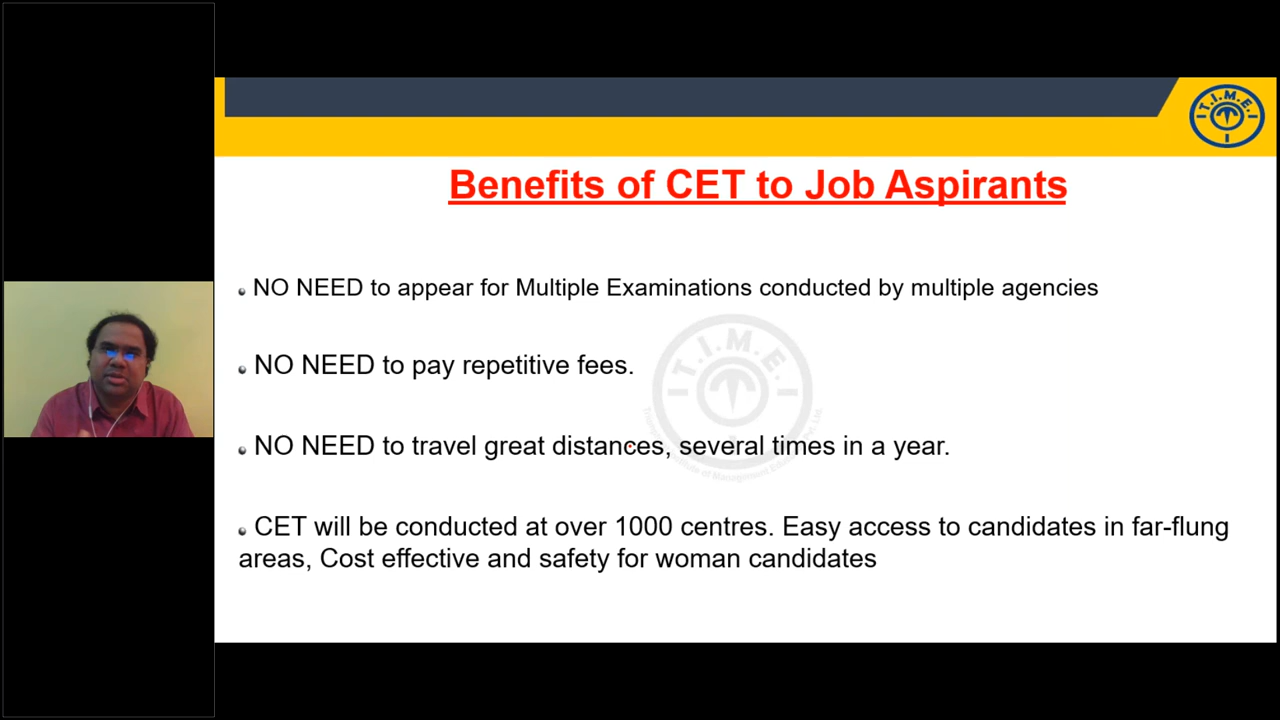 T.I.M.E.
Benefits of CET to Job Aspirants
NO NEED to appear for Multiple Examinations conducted by multiple agencies
NO NEED to pay repetitive fees.
T.I.M.E.
NO NEED to travel great distances, several times in a year.
CET will be conducted at over 1000 centres. Easy access to candidates in far-flung
areas, Cost effective and safety for woman candidates